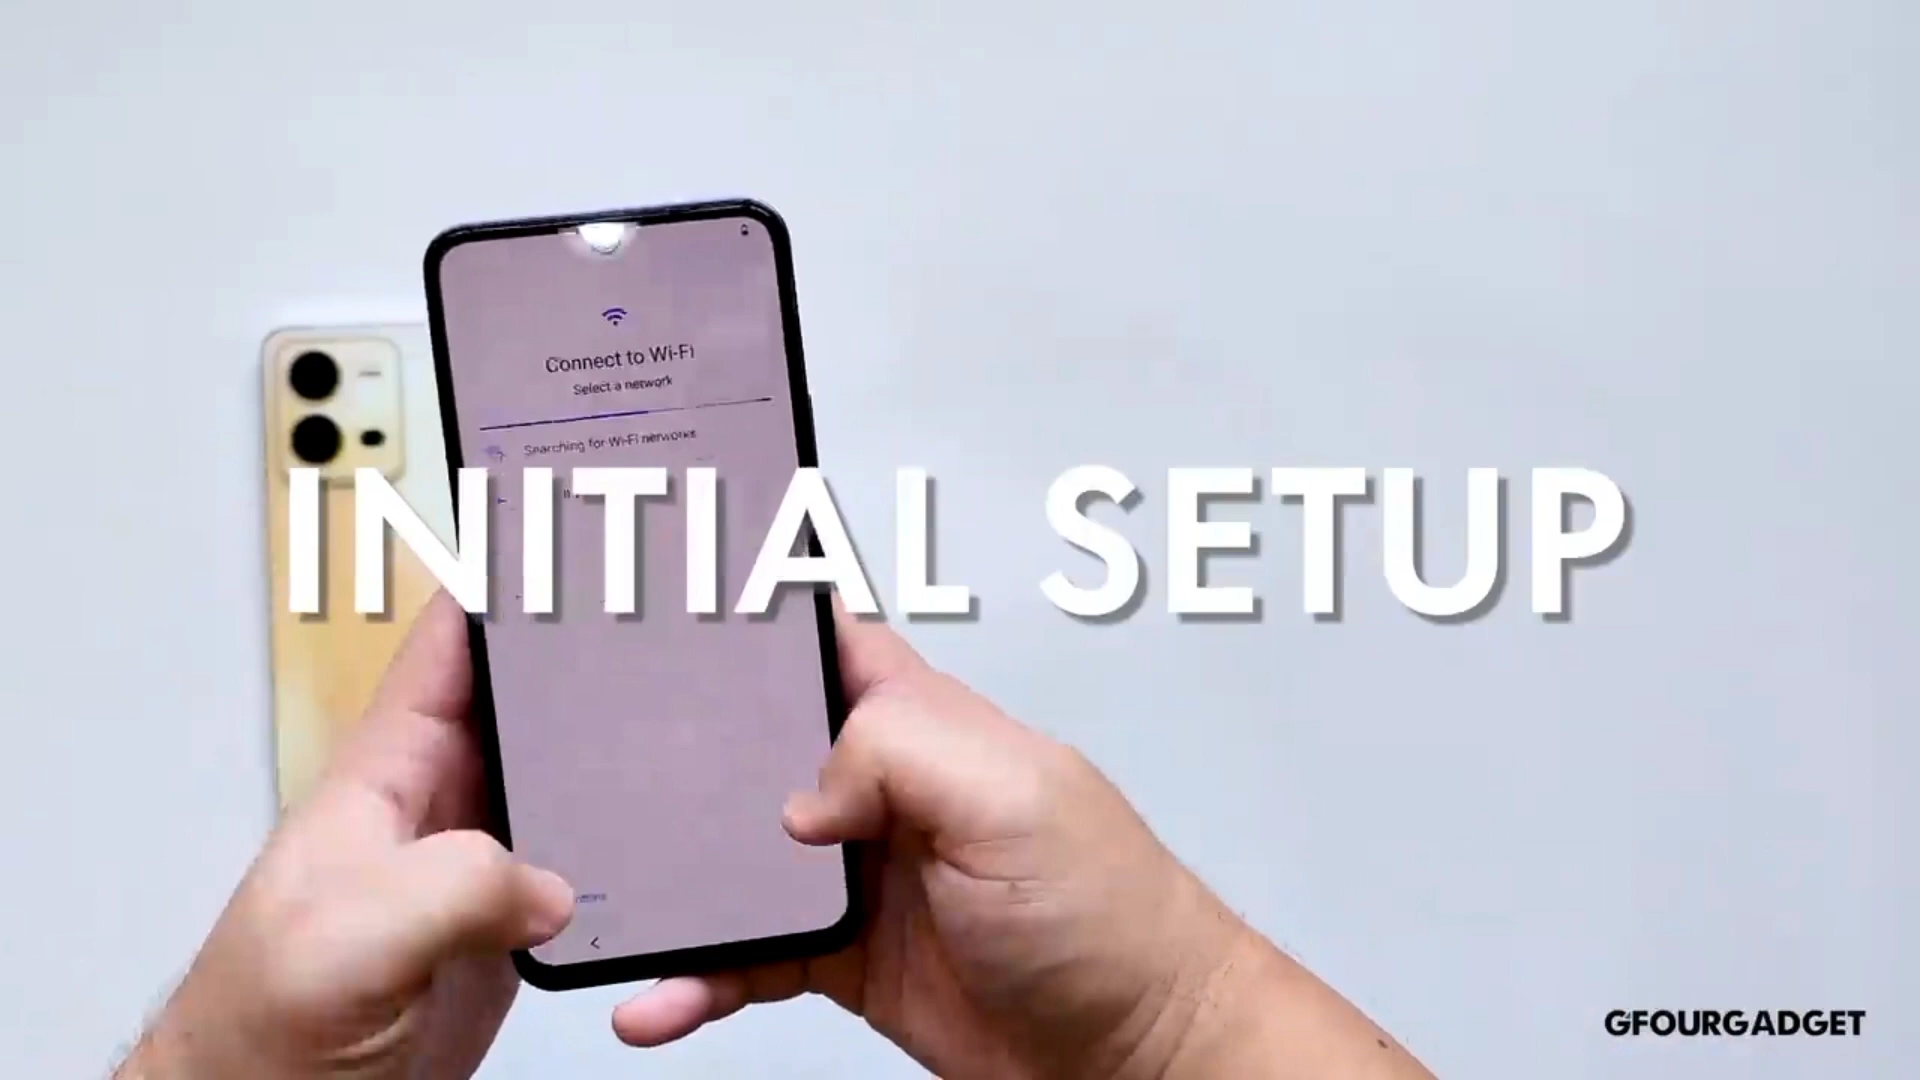 Connect to Wi-Fi
Select a network
Searching for Wi-Fi networks
INITIAL SETUP
GFOURGADGET